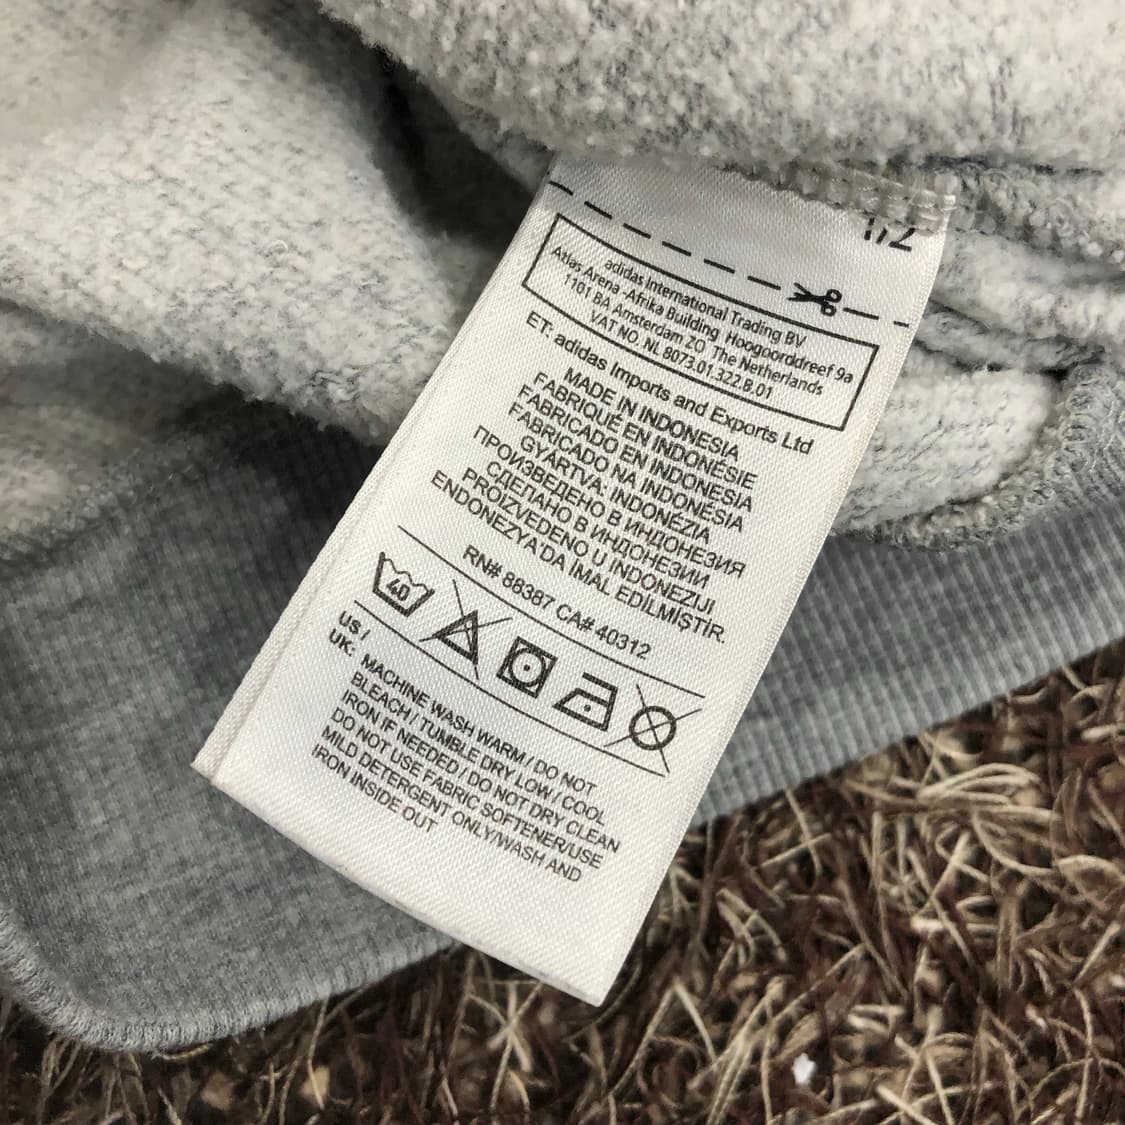 1/2
adidas International Trading BV
Atlas Arena -Afrika Building, Hoogoorddreef 9a
1101 BA Amsterdam ZO, The Netherlands
VAT NO. NL 8073.01.322.B.01
ET: adidas Imports and Exports Ltd
MADE IN INDONESIA
FABRIQUÉ EN INDONÉSIE
FABRICADO EN INDONESIA
FABRICADO NA INDONÉSIA
GYÁRTVA: INDONÉZIA
ПРОИЗВЕДЕНО В ИНДОНЕЗИЯ
СДЕЛАНО В ИНДОНЕЗИИ
PROIZVEDENO U INDONEZIJI
ENDONEZYA'DA İMAL EDİLMİŞTİR
RN# 88387 CA# 40312
40
US /
UK: MACHINE WASH WARM / DO NOT
BLEACH / TUMBLE DRY LOW / COOL
IRON IF NEEDED / DO NOT DRY CLEAN
DO NOT USE FABRIC SOFTENER/USE
MILD DETERGENT ONLY/WASH AND
IRON INSIDE OUT